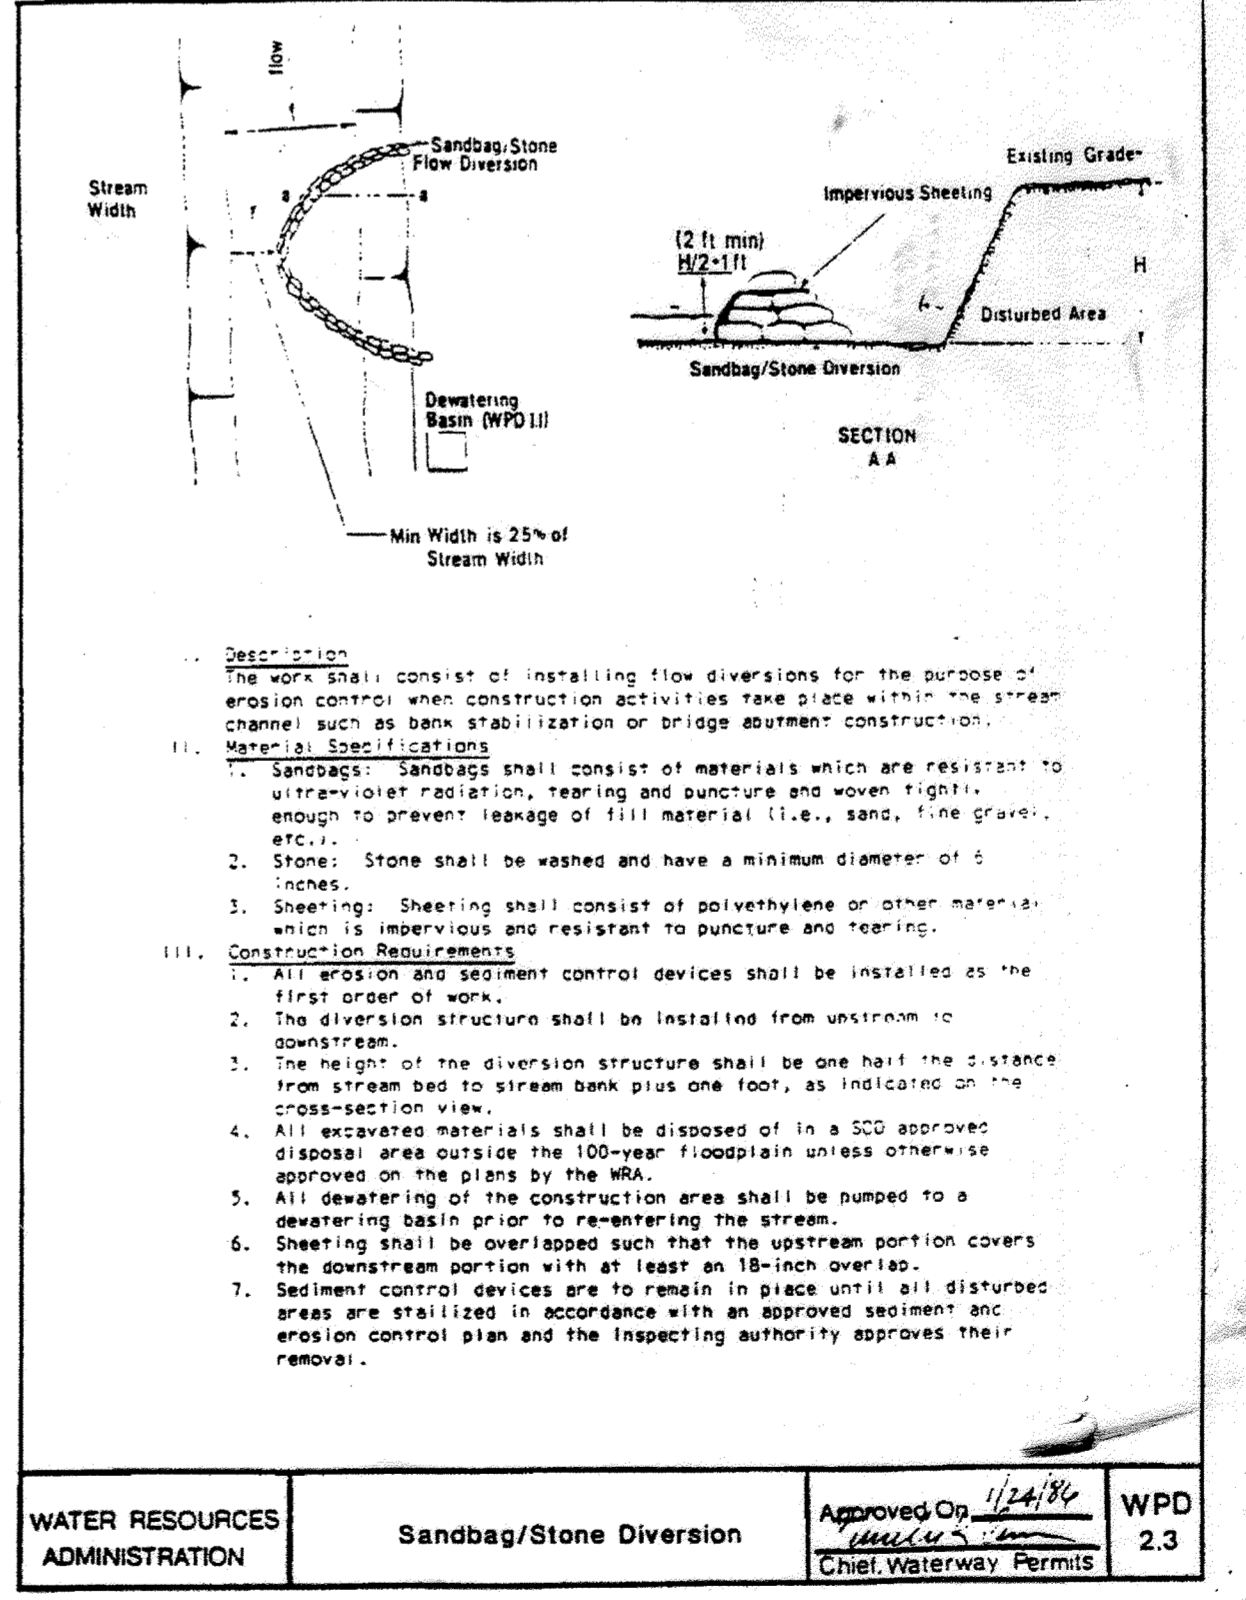 flow
Sandbag/Stone
Flow Diversion
Stream
Width
a
a
Dewatering
Basin (WPD 1.1)
Min Width is 25% of
Stream Width
Existing Grade
Impervious Sheeting
(2 ft min)
H/2+1ft
H
Disturbed Area
Sandbag/Stone Diversion
SECTION
A A
Description
The work shall consist of installing flow diversions for the purpose of
erosion control when construction activities take place within the stream
channel such as bank stabilization or bridge abutment construction.
II. Material Specifications
1. Sandbags: Sandbags shall consist of materials which are resistant to
ultra-violet radiation, tearing and puncture and woven tightly
enough to prevent leakage of fill material (i.e., sand, fine gravel,
etc.).
2. Stone: Stone shall be washed and have a minimum diameter of 6
inches.
3. Sheeting: Sheeting shall consist of polyethylene or other material
which is impervious and resistant to puncture and tearing.
III. Construction Requirements
1. All erosion and sediment control devices shall be installed as the
first order of work.
2. The diversion structure shall be installed from upstream to
downstream.
3. The height of the diversion structure shall be one half the distance
from stream bed to stream bank plus one foot, as indicated on the
cross-section view.
4. All excavated materials shall be disposed of in a SCD approved
disposal area outside the 100-year floodplain unless otherwise
approved on the plans by the WRA.
5. All dewatering of the construction area shall be pumped to a
dewatering basin prior to re-entering the stream.
6. Sheeting shall be overlapped such that the upstream portion covers
the downstream portion with at least an 18-inch overlap.
7. Sediment control devices are to remain in place until all disturbed
areas are stailized in accordance with an approved sediment and
erosion control plan and the inspecting authority approves their
removal.
WATER RESOURCES
ADMINISTRATION
Sandbag/Stone Diversion
Approved On 1/24/86
Chief, Waterway Permits
WPD
2.3